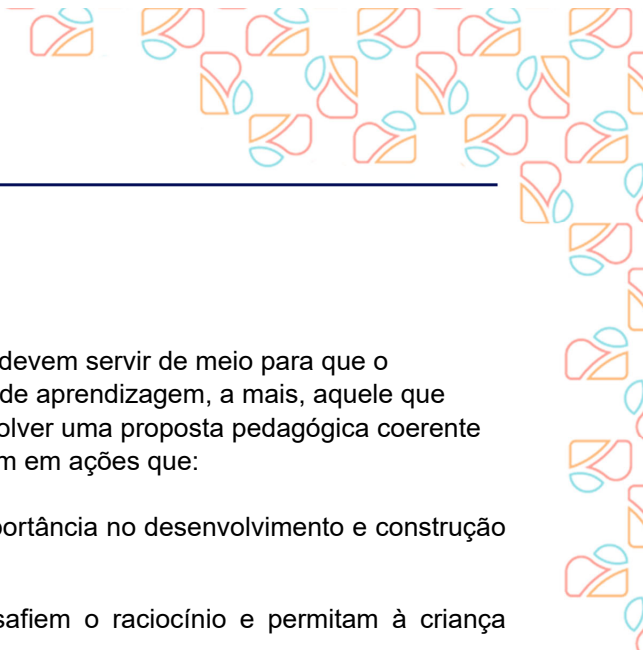 devem servir de meio para que o
de aprendizagem, a mais, aquele que
olver uma proposta pedagógica coerente
m em ações que:
portância no desenvolvimento e construção
safiem o raciocínio e permitam à criança